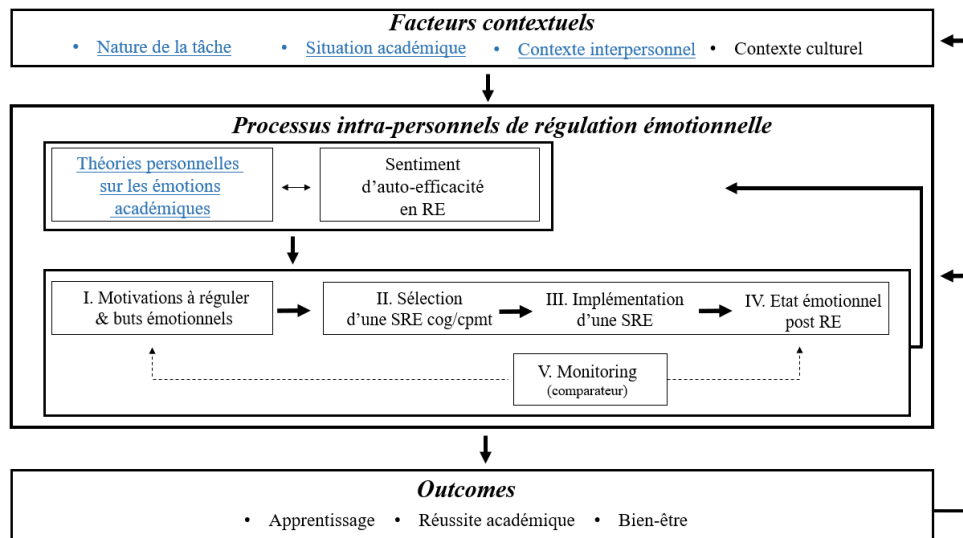 Facteurs contextuels
• Nature de la tâche • Situation académique • Contexte interpersonnel • Contexte culturel
Processus intra-personnels de régulation émotionnelle
Théories personnelles
sur les émotions
académiques
Sentiment
d'auto-efficacité
en RE
I. Motivations à réguler
& buts émotionnels
II. Sélection
d'une SRE cog/cpmt
III. Implémentation
d'une SRE
IV. Etat émotionnel
post RE
V. Monitoring
(comparateur)
Outcomes
• Apprentissage • Réussite académique • Bien-être